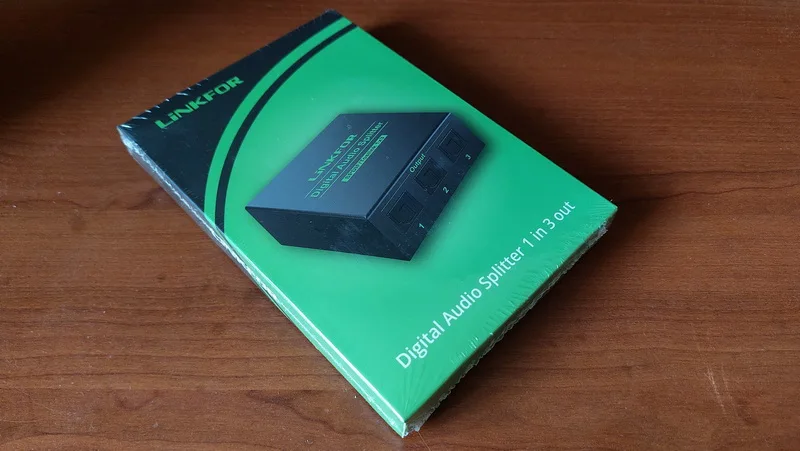 LiNKFOR
LiNKFOR
Digital Audio Splitter
Output
1
2
3
Digital Audio Splitter 1 in 3 out